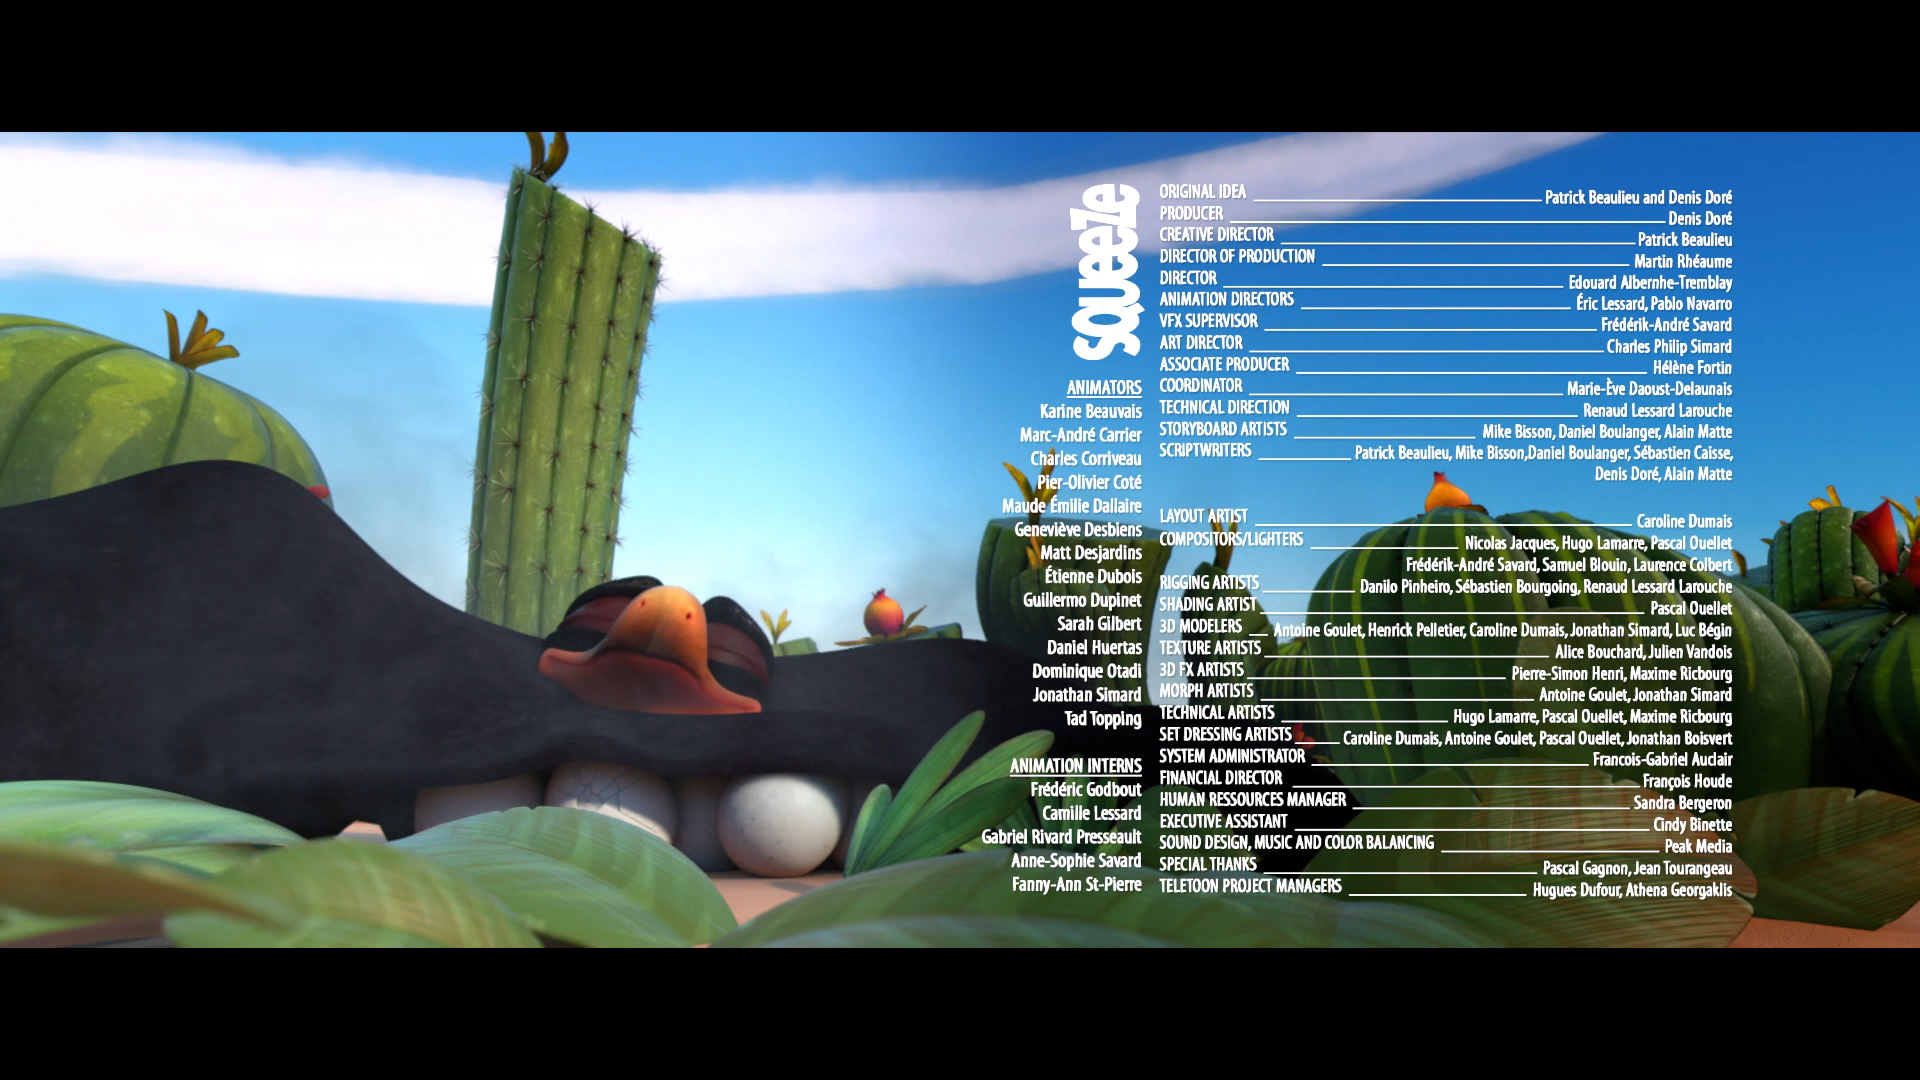 squeeze
ANIMATORS
Karine Beauvais
Marc-André Carrier
Charles Corriveau
Pier-Olivier Coté
Maude Émilie Dallaire
Geneviève Desbiens
Matt Desjardins
Étienne Dubois
Guillermo Dupinet
Sarah Gilbert
Daniel Huertas
Dominique Otadi
Jonathan Simard
Tad Topping
ANIMATION INTERNS
Frédéric Godbout
Camille Lessard
Gabriel Rivard Presseault
Anne-Sophie Savard
Fanny-Ann St-Pierre
ORIGINAL IDEA Patrick Beaulieu and Denis Doré
PRODUCER Denis Doré
CREATIVE DIRECTOR Patrick Beaulieu
DIRECTOR OF PRODUCTION Martin Rhéaume
DIRECTOR Edouard Albernhe-Tremblay
ANIMATION DIRECTORS Éric Lessard, Pablo Navarro
VFX SUPERVISOR Frédérik-André Savard
ART DIRECTOR Charles Philip Simard
ASSOCIATE PRODUCER Hélène Fortin
COORDINATOR Marie-Ève Daoust-Delaunais
TECHNICAL DIRECTION Renaud Lessard Larouche
STORYBOARD ARTISTS Mike Bisson, Daniel Boulanger, Alain Matte
SCRIPTWRITERS Patrick Beaulieu, Mike Bisson,Daniel Boulanger, Sébastien Caisse,
Denis Doré, Alain Matte
LAYOUT ARTIST Caroline Dumais
COMPOSITORS/LIGHTERS Nicolas Jacques, Hugo Lamarre, Pascal Ouellet
Frédérik-André Savard, Samuel Blouin, Laurence Colbert
RIGGING ARTISTS Danilo Pinheiro, Sébastien Bourgoing, Renaud Lessard Larouche
SHADING ARTIST Pascal Ouellet
3D MODELERS Antoine Goulet, Henrick Pelletier, Caroline Dumais, Jonathan Simard, Luc Bégin
TEXTURE ARTISTS Alice Bouchard, Julien Vandois
3D FX ARTISTS Pierre-Simon Henri, Maxime Ricbourg
MORPH ARTISTS Antoine Goulet, Jonathan Simard
TECHNICAL ARTISTS Hugo Lamarre, Pascal Ouellet, Maxime Ricbourg
SET DRESSING ARTISTS Caroline Dumais, Antoine Goulet, Pascal Ouellet, Jonathan Boisvert
SYSTEM ADMINISTRATOR Francois-Gabriel Auclair
FINANCIAL DIRECTOR François Houde
HUMAN RESSOURCES MANAGER Sandra Bergeron
EXECUTIVE ASSISTANT Cindy Binette
SOUND DESIGN, MUSIC AND COLOR BALANCING Peak Media
SPECIAL THANKS Pascal Gagnon, Jean Tourangeau
TELETOON PROJECT MANAGERS Hugues Dufour, Athena Georgaklis